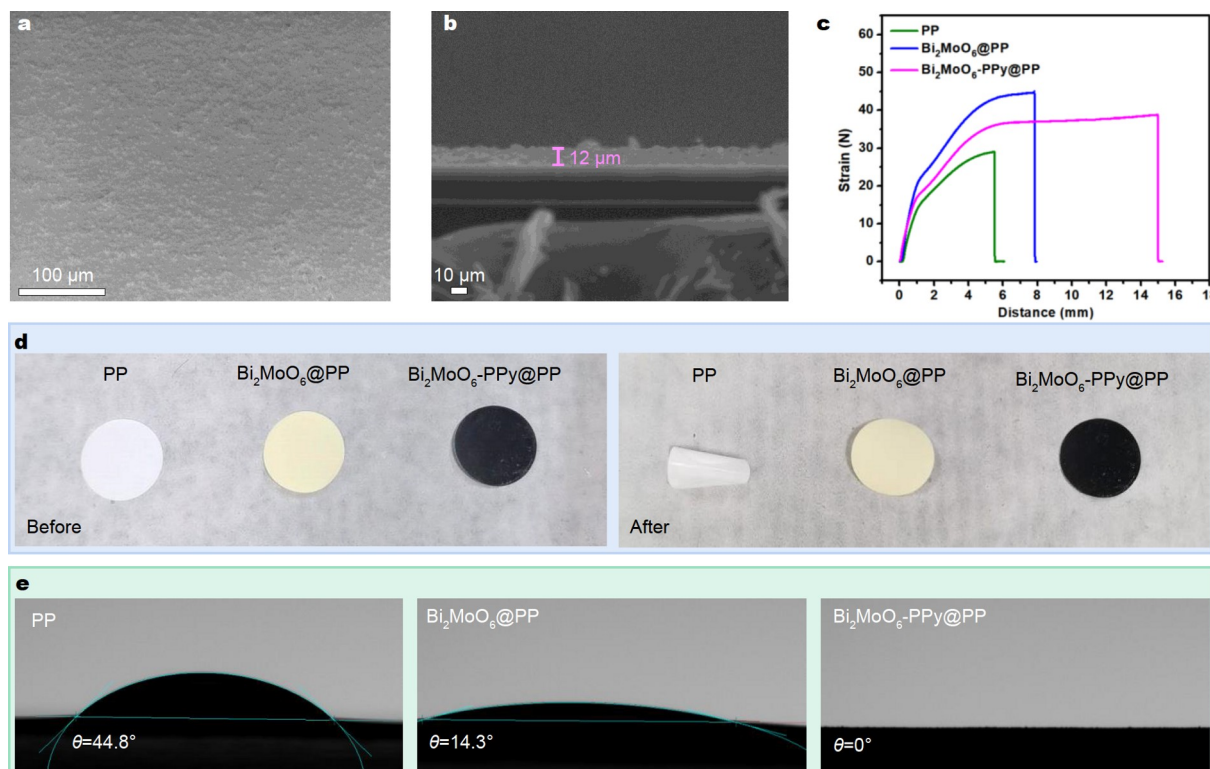 a
100 µm
b
12 µm
10 µm
c
PP
Bi₂MoO₆@PP
Bi₂MoO₆-PPy@PP
Strain (N)
60
50
40
30
20
10
0
0 2 4 6 8 10 12 14 16 18
Distance (mm)
d
PP
Bi₂MoO₆@PP
Bi₂MoO₆-PPy@PP
Before
PP
Bi₂MoO₆@PP
Bi₂MoO₆-PPy@PP
After
e
PP
θ=44.8°
Bi₂MoO₆@PP
θ=14.3°
Bi₂MoO₆-PPy@PP
θ=0°